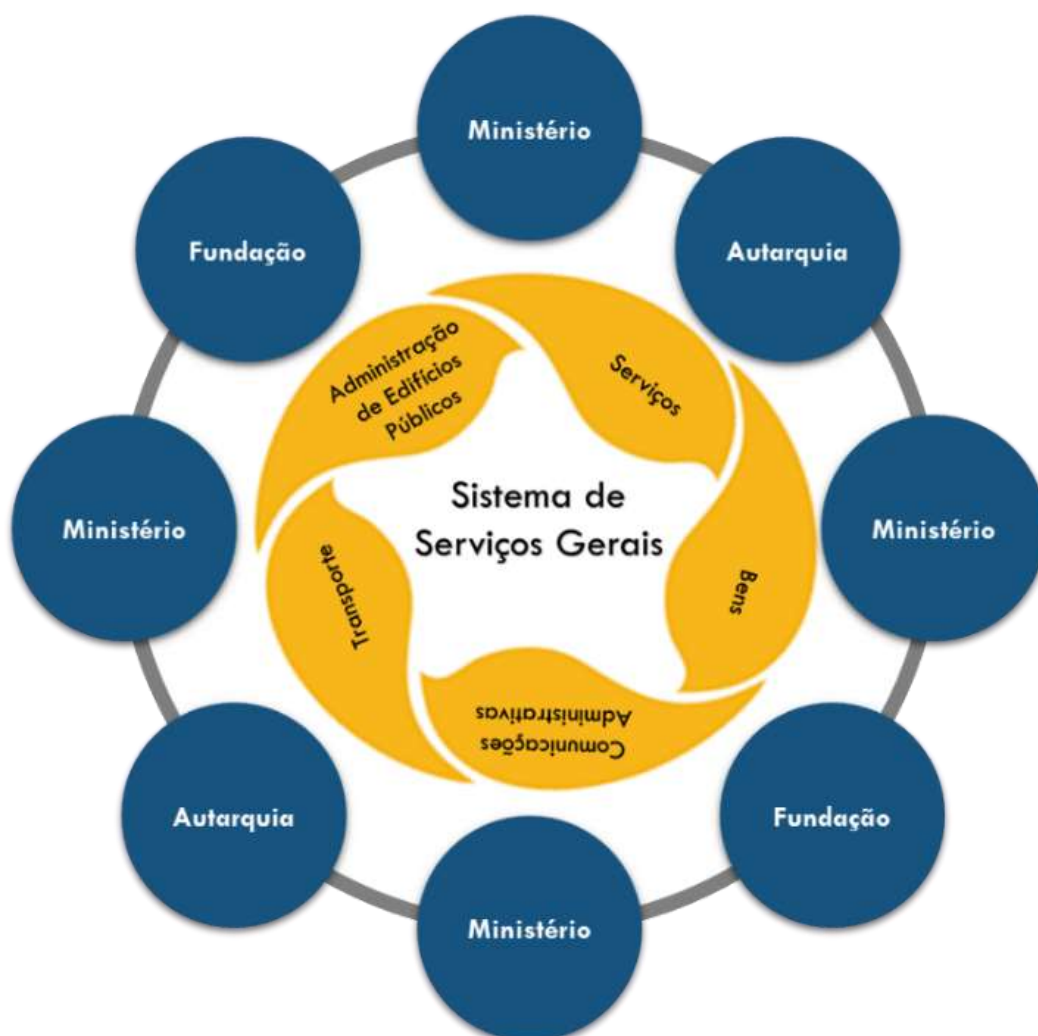 Ministério
Autarquia
Fundação
Administração
de Edifícios
Públicos
Serviços
Sistema de
Serviços Gerais
Ministério
Ministério
Transporte
Bens
Comunicações
Administrativas
Autarquia
Fundação
Ministério